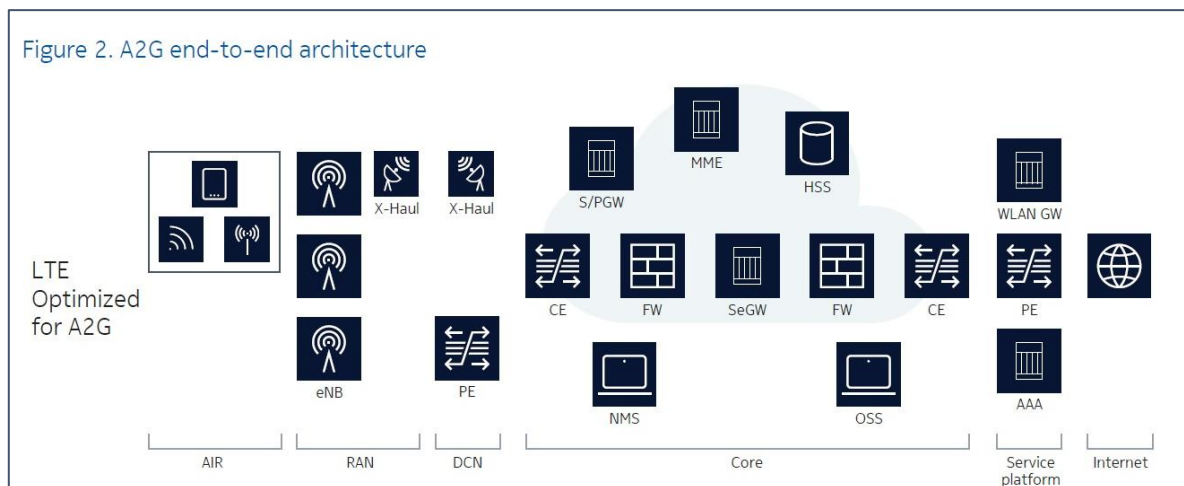 Figure 2. A2G end-to-end architecture
MME
HSS
S/PGW
X-Haul
X-Haul
WLAN GW
LTE
Optimized
for A2G
CE
FW
SeGW
FW
CE
PE
eNB
PE
NMS
OSS
AAA
AIR
RAN
DCN
Core
Service
platform
Internet